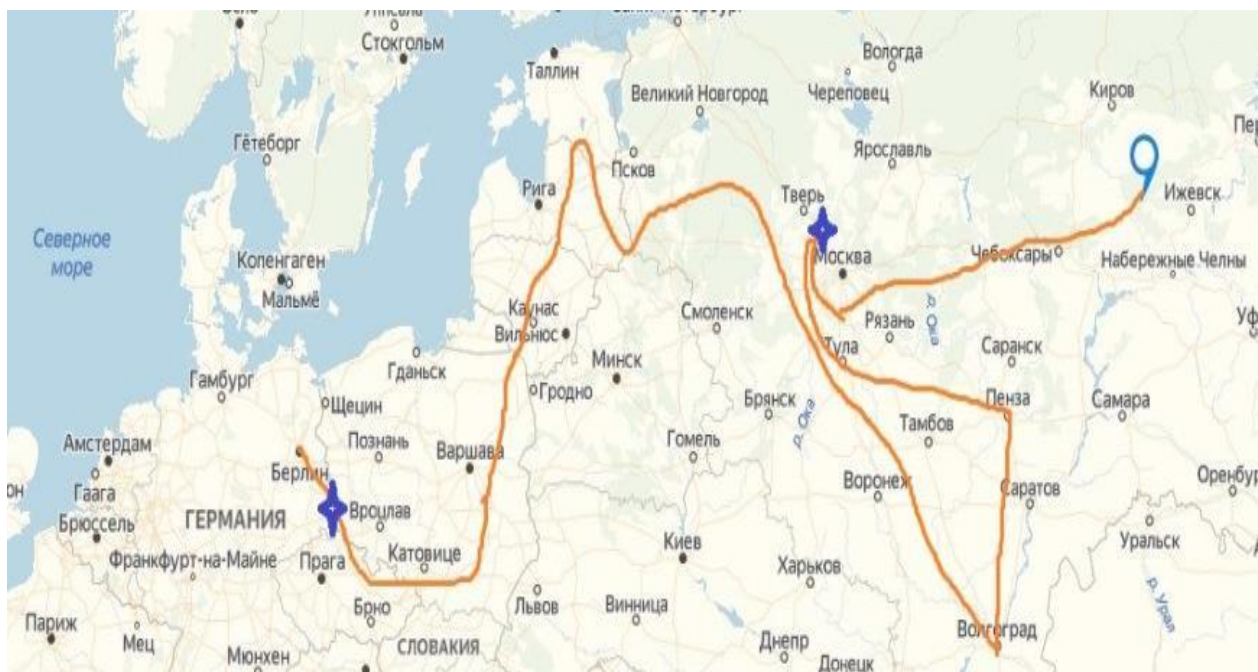 Стокгольм
Таллин
Великий Новгород
Вологда
Череповец
Киров
Гётеборг
Псков
Ярославль
Рига
Тверь
Ижевск
Северное
море
Копенгаген
Мальмё
Москва
Чебоксары
Набережные Челны
Каунас
Вильнюс
Смоленск
Рязань
р. Ока
Минск
Тула
Саранск
Гамбург
Гданьск
Гродно
Щецин
Брянск
р. Ока
Пенза
Самара
Амстердам
Познань
Варшава
Гомель
Тамбов
Берлин
Гаага
Воронеж
Саратов
Оренбург
Брюссель
ГЕРМАНИЯ
Вроцлав
Франкфурт-на-Майне
Прага
Катовице
Киев
Харьков
Уральск
Брно
Львов
Винница
Волгоград
р. Урал
Париж
Мец
СЛОВАКИЯ
Мюнхен
Днепр
Донецк